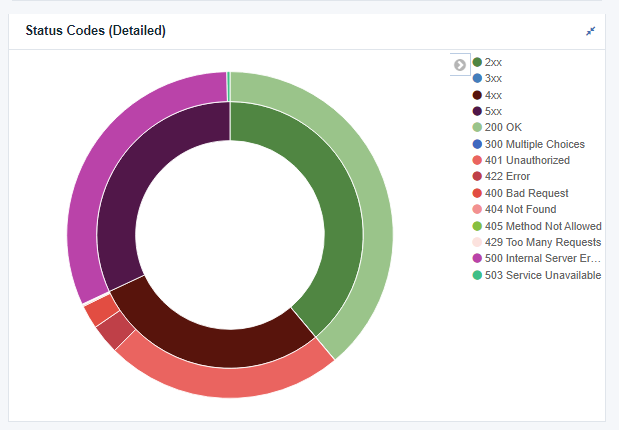 Status Codes (Detailed)
2xx
3xx
4xx
5xx
200 OK
300 Multiple Choices
401 Unauthorized
422 Error
400 Bad Request
404 Not Found
405 Method Not Allowed
429 Too Many Requests
500 Internal Server Er...
503 Service Unavailable